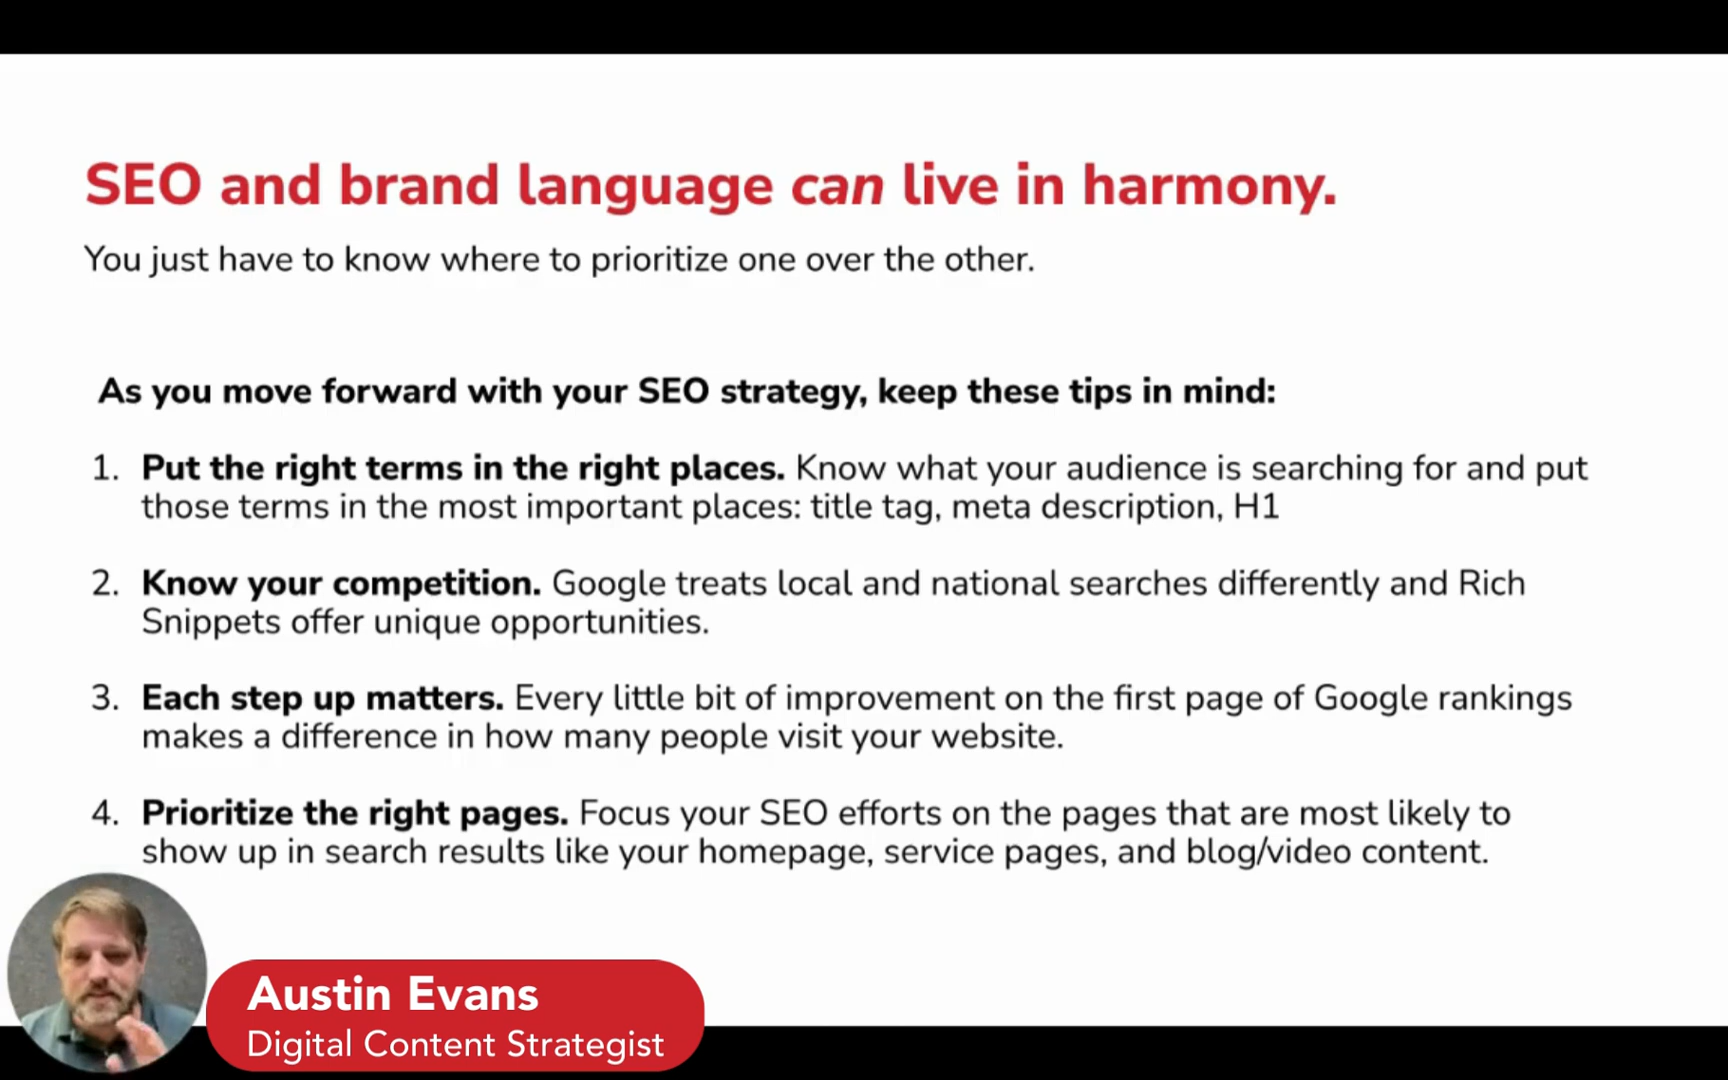 SEO and brand language can live in harmony.
You just have to know where to prioritize one over the other.
As you move forward with your SEO strategy, keep these tips in mind:
1. Put the right terms in the right places. Know what your audience is searching for and put
those terms in the most important places: title tag, meta description, H1
2. Know your competition. Google treats local and national searches differently and Rich
Snippets offer unique opportunities.
3. Each step up matters. Every little bit of improvement on the first page of Google rankings
makes a difference in how many people visit your website.
4. Prioritize the right pages. Focus your SEO efforts on the pages that are most likely to
show up in search results like your homepage, service pages, and blog/video content.
Austin Evans
Digital Content Strategist